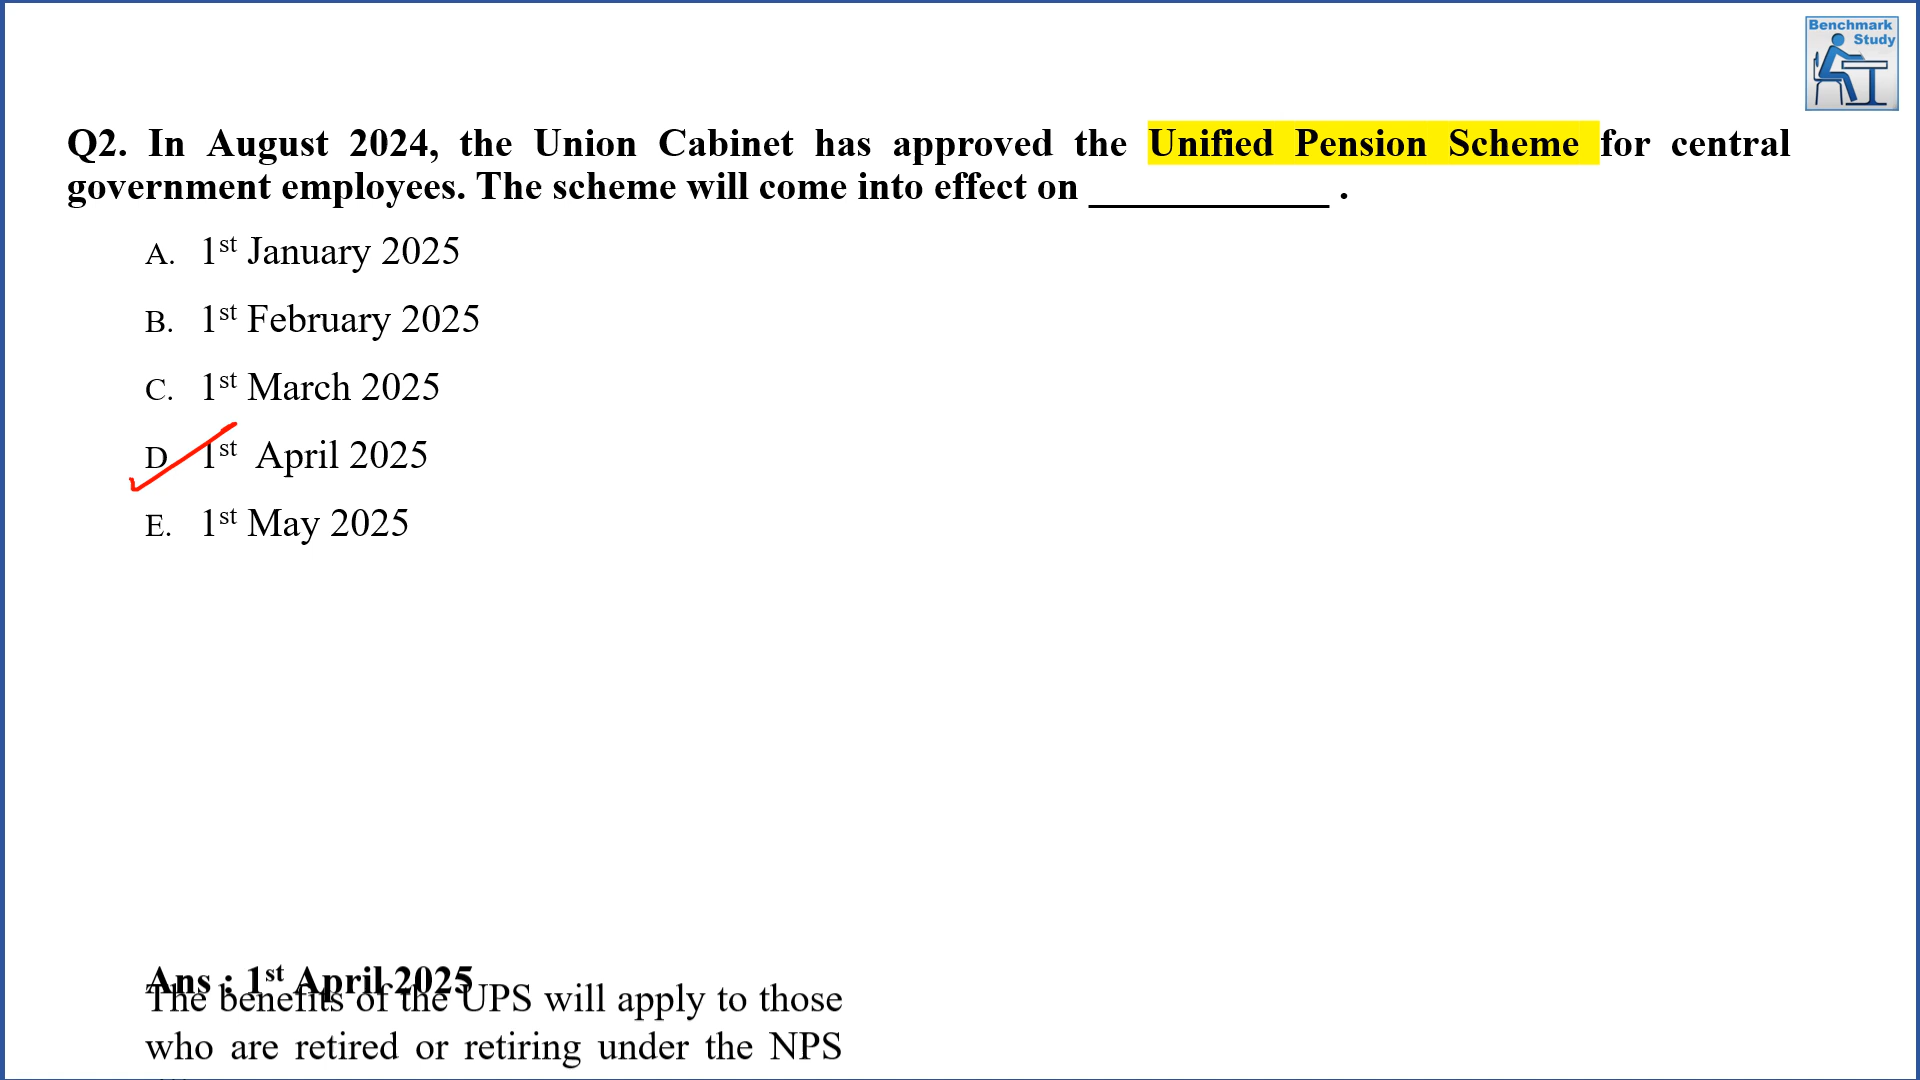 Benchmark
Study
Q2. In August 2024, the Union Cabinet has approved the Unified Pension Scheme for central
government employees. The scheme will come into effect on ____________ .
A. 1st January 2025
B. 1st February 2025
C. 1st March 2025
D 1st April 2025
E. 1st May 2025
Ans : 1st April 2025
The benefits of the UPS will apply to those
who are retired or retiring under the NPS